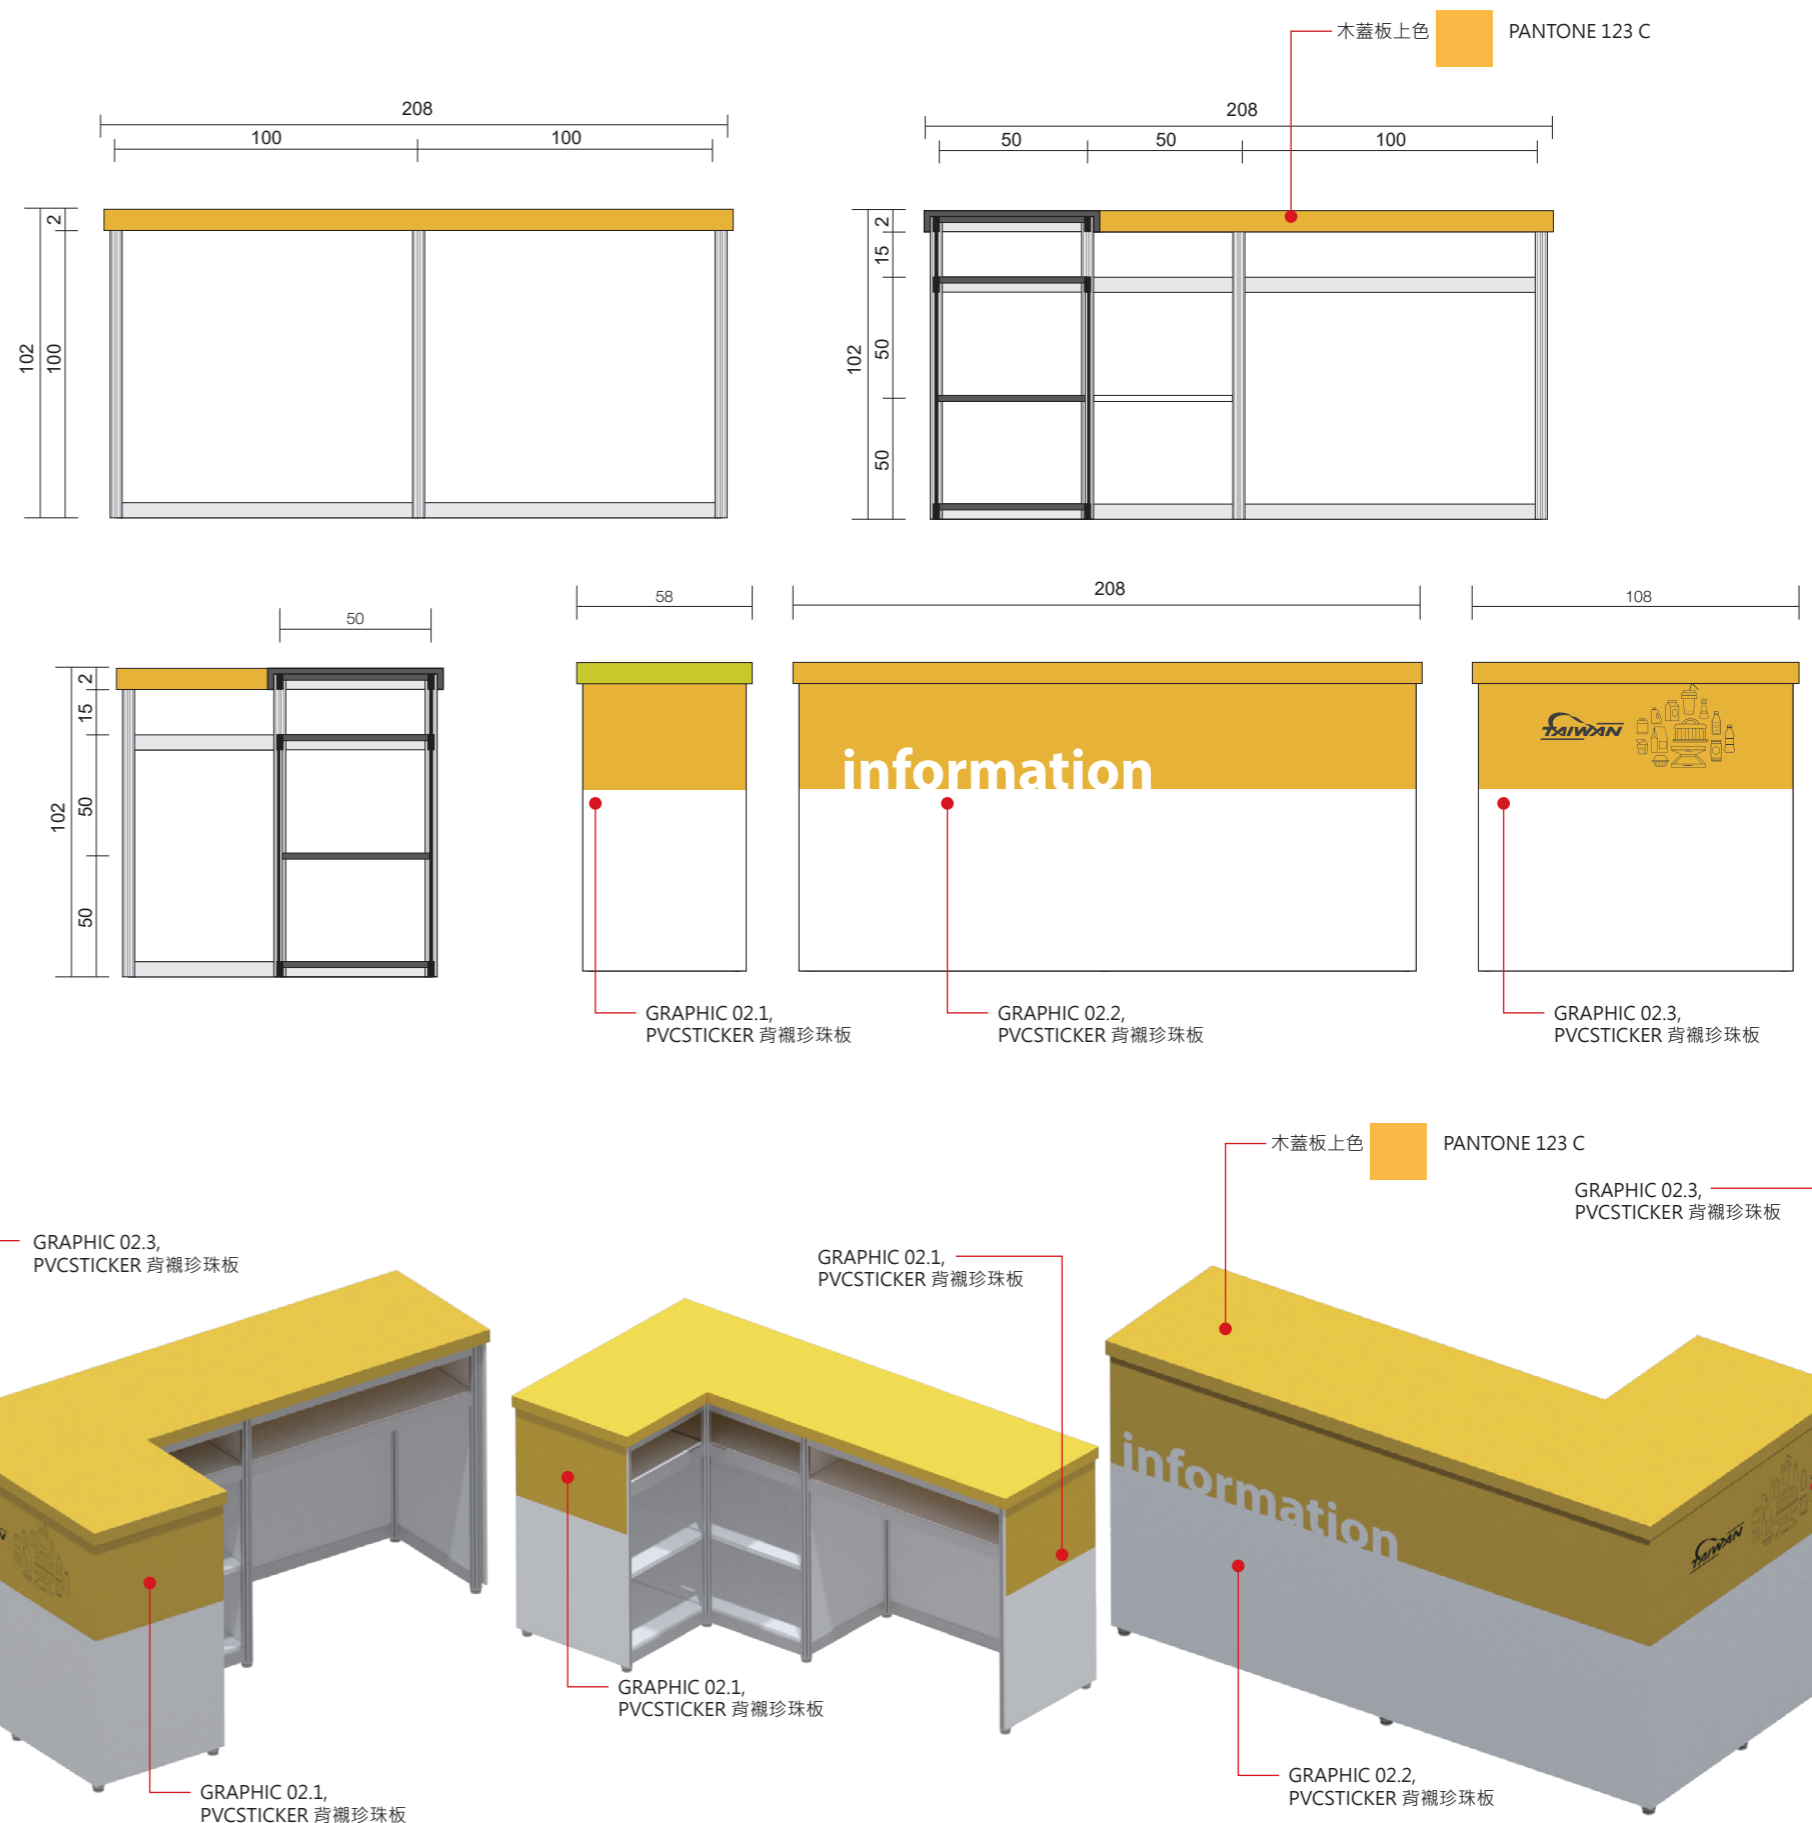 木蓋板上色 PANTONE 123 C
208
100 100
2
102
100
208
50 50 100
2
15
50
50
102
50
2
15
50
50
102
58
208
108
information
TAIWAN
GRAPHIC 02.1,
PVCSTICKER 背襯珍珠板
GRAPHIC 02.2,
PVCSTICKER 背襯珍珠板
GRAPHIC 02.3,
PVCSTICKER 背襯珍珠板
木蓋板上色 PANTONE 123 C
GRAPHIC 02.3,
PVCSTICKER 背襯珍珠板
GRAPHIC 02.3,
PVCSTICKER 背襯珍珠板
GRAPHIC 02.1,
PVCSTICKER 背襯珍珠板
information
TAIWAN
GRAPHIC 02.1,
PVCSTICKER 背襯珍珠板
GRAPHIC 02.2,
PVCSTICKER 背襯珍珠板
GRAPHIC 02.1,
PVCSTICKER 背襯珍珠板